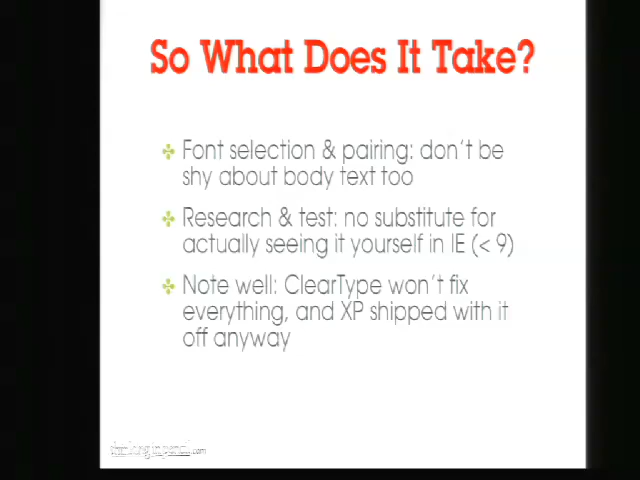 So What Does It Take?
Font selection & pairing: don't be
shy about body text too
Research & test: no substitute for
actually seeing it yourself in IE (< 9)
Note well: ClearType won't fix
everything, and XP shipped with it
off anyway